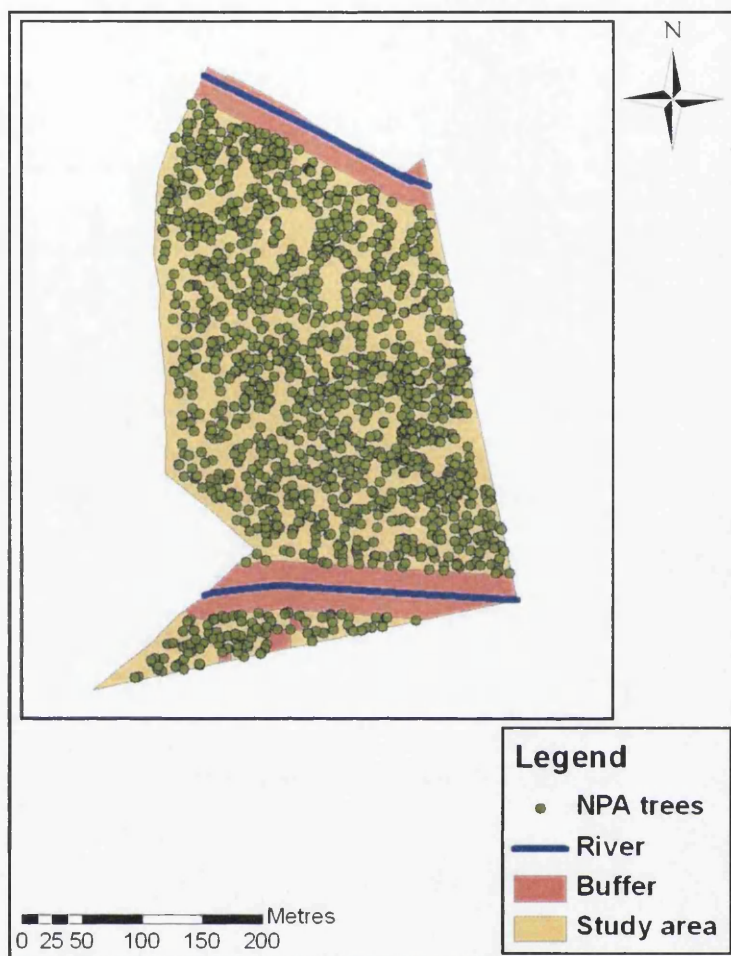 N
Legend
NPA trees
River
Buffer
Study area
Metres
0 25 50 100 150 200